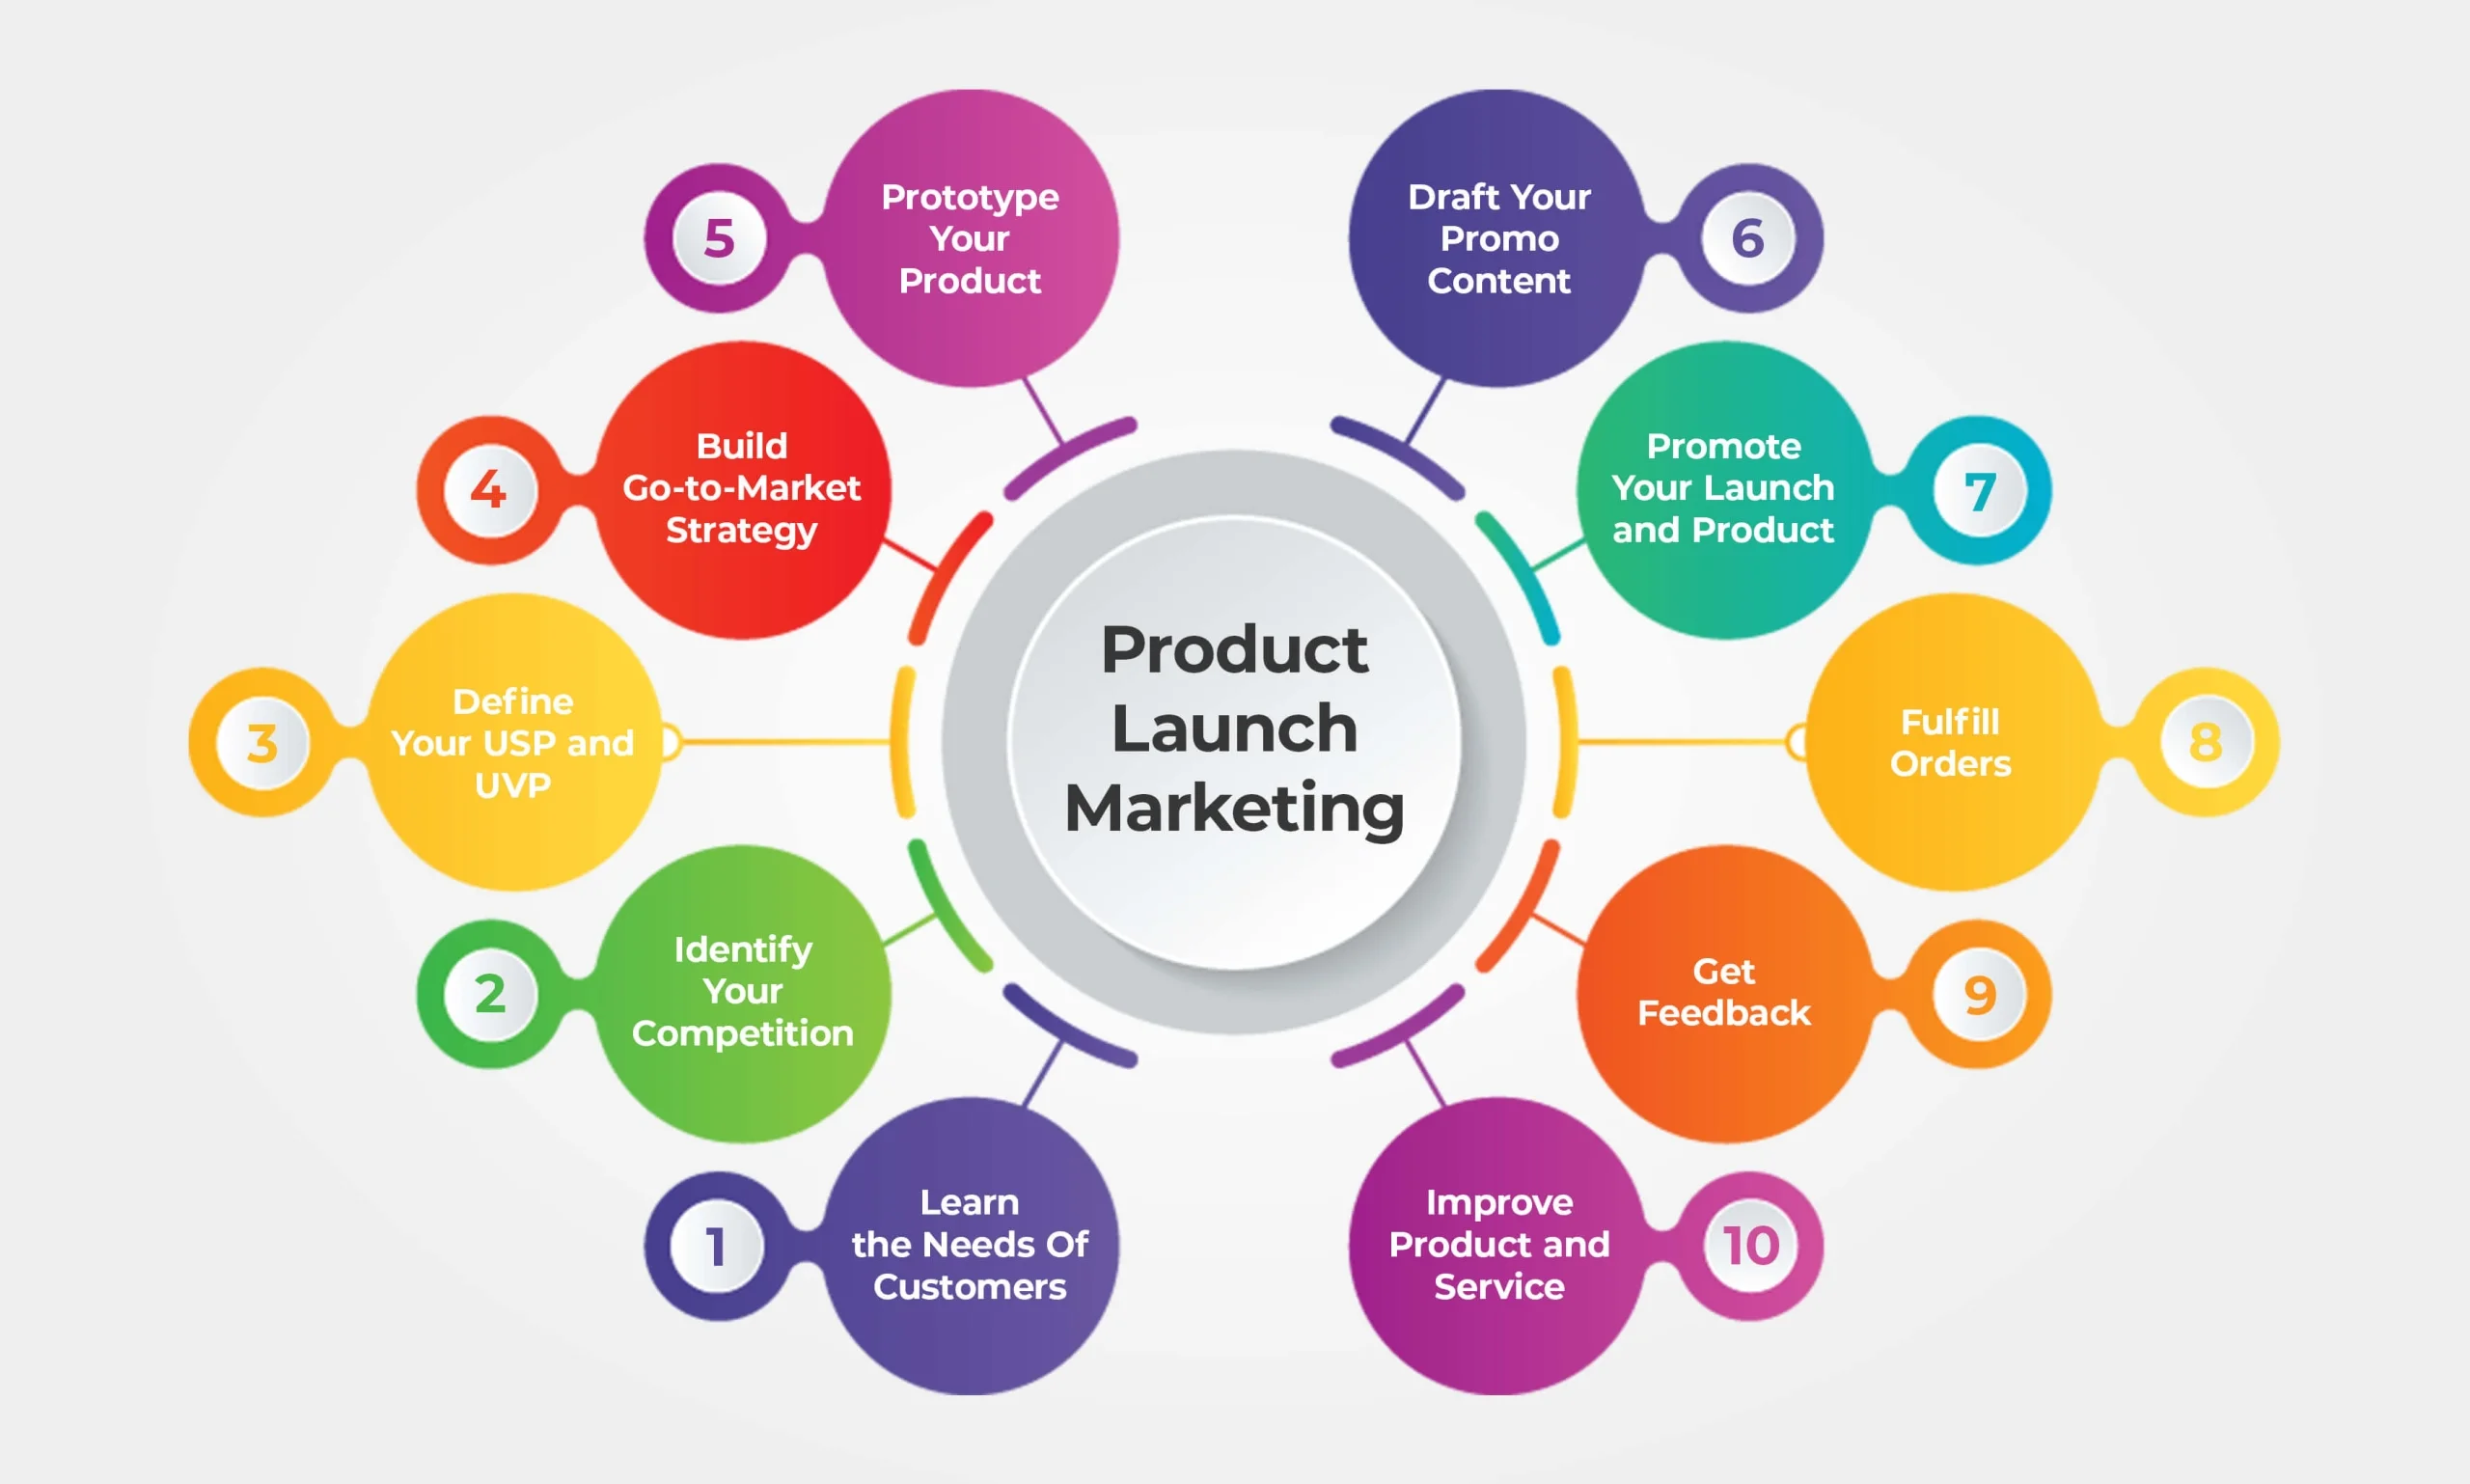 Product
Launch
Marketing
1
Learn
the Needs Of
Customers
2
Identify
Your
Competition
3
Define
Your USP and
UVP
4
Build
Go-to-Market
Strategy
5
Prototype
Your
Product
6
Draft Your
Promo
Content
7
Promote
Your Launch
and Product
8
Fulfill
Orders
9
Get
Feedback
10
Improve
Product and
Service